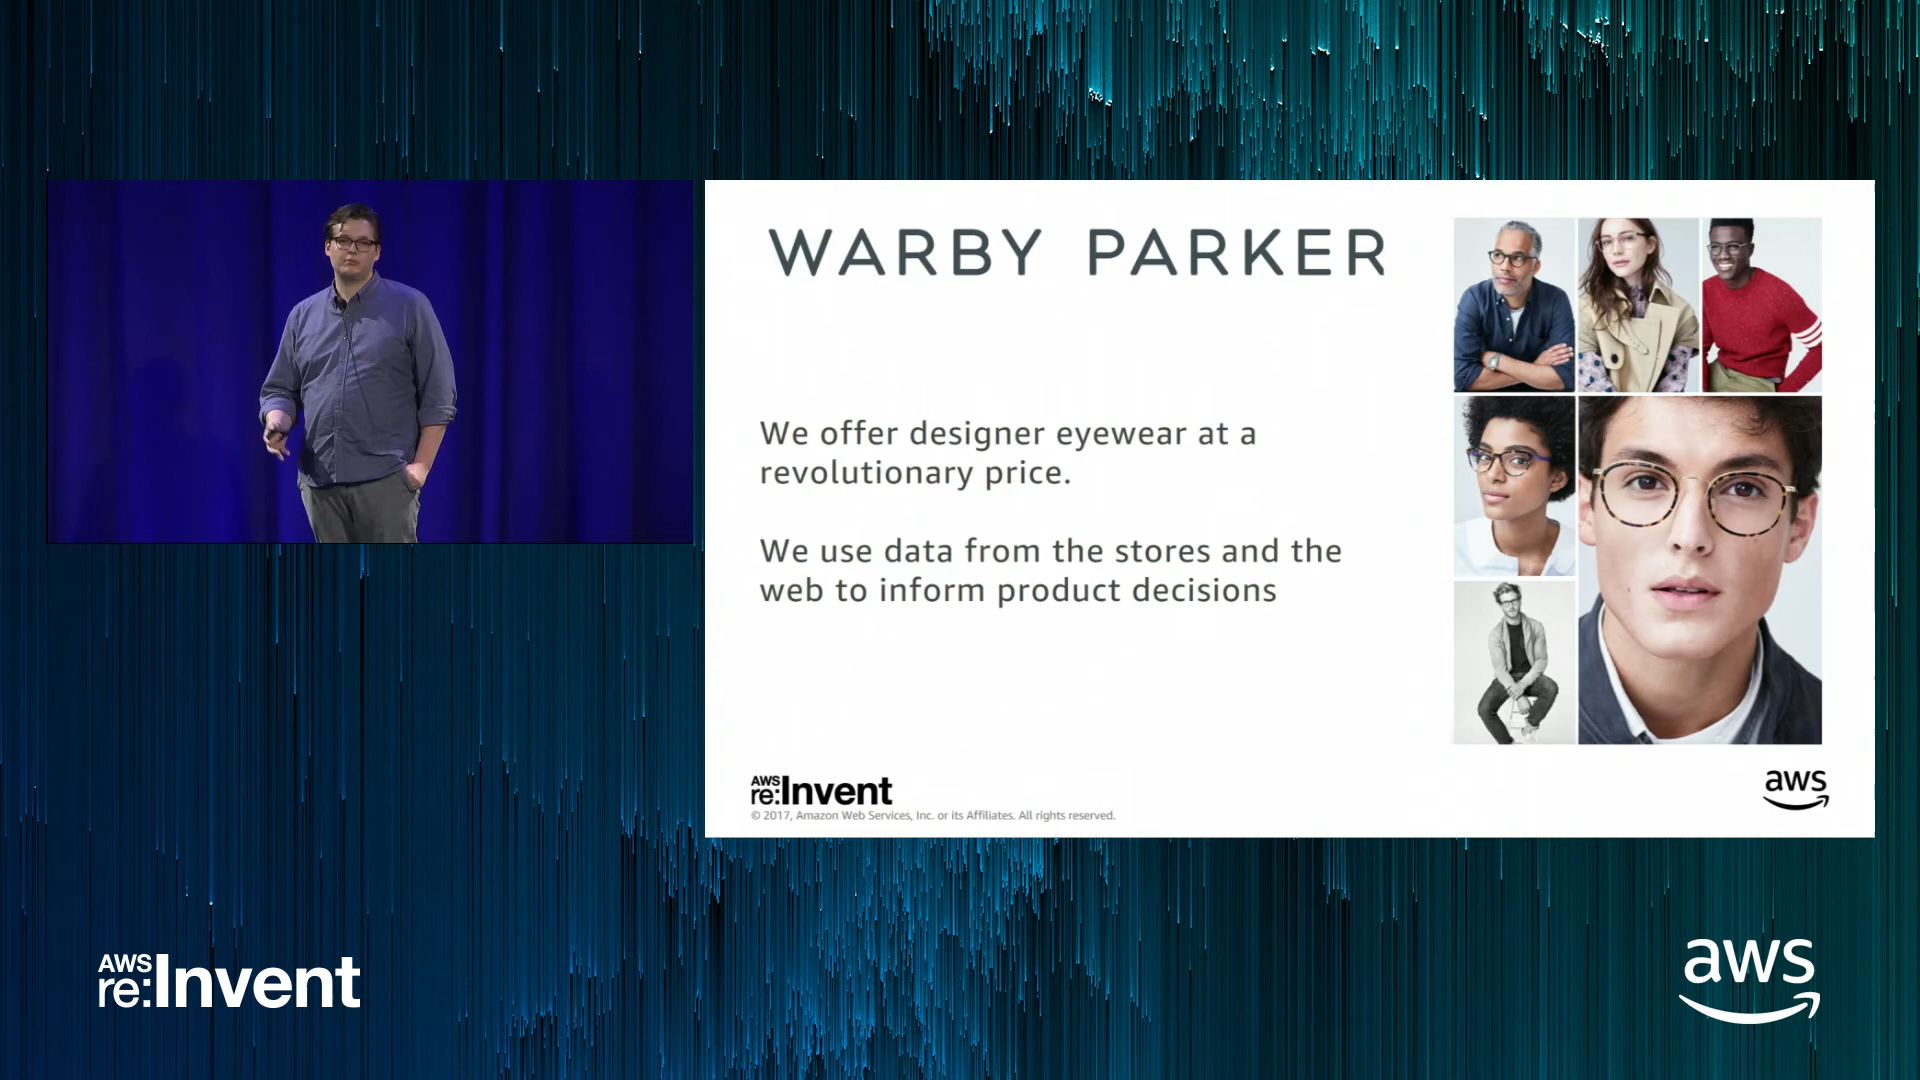 WARBY PARKER
We offer designer eyewear at a
revolutionary price.
We use data from the stores and the
web to inform product decisions
AWS
re:Invent
© 2017, Amazon Web Services, Inc. or its Affiliates. All rights reserved.
aws
AWS
re:Invent
aws